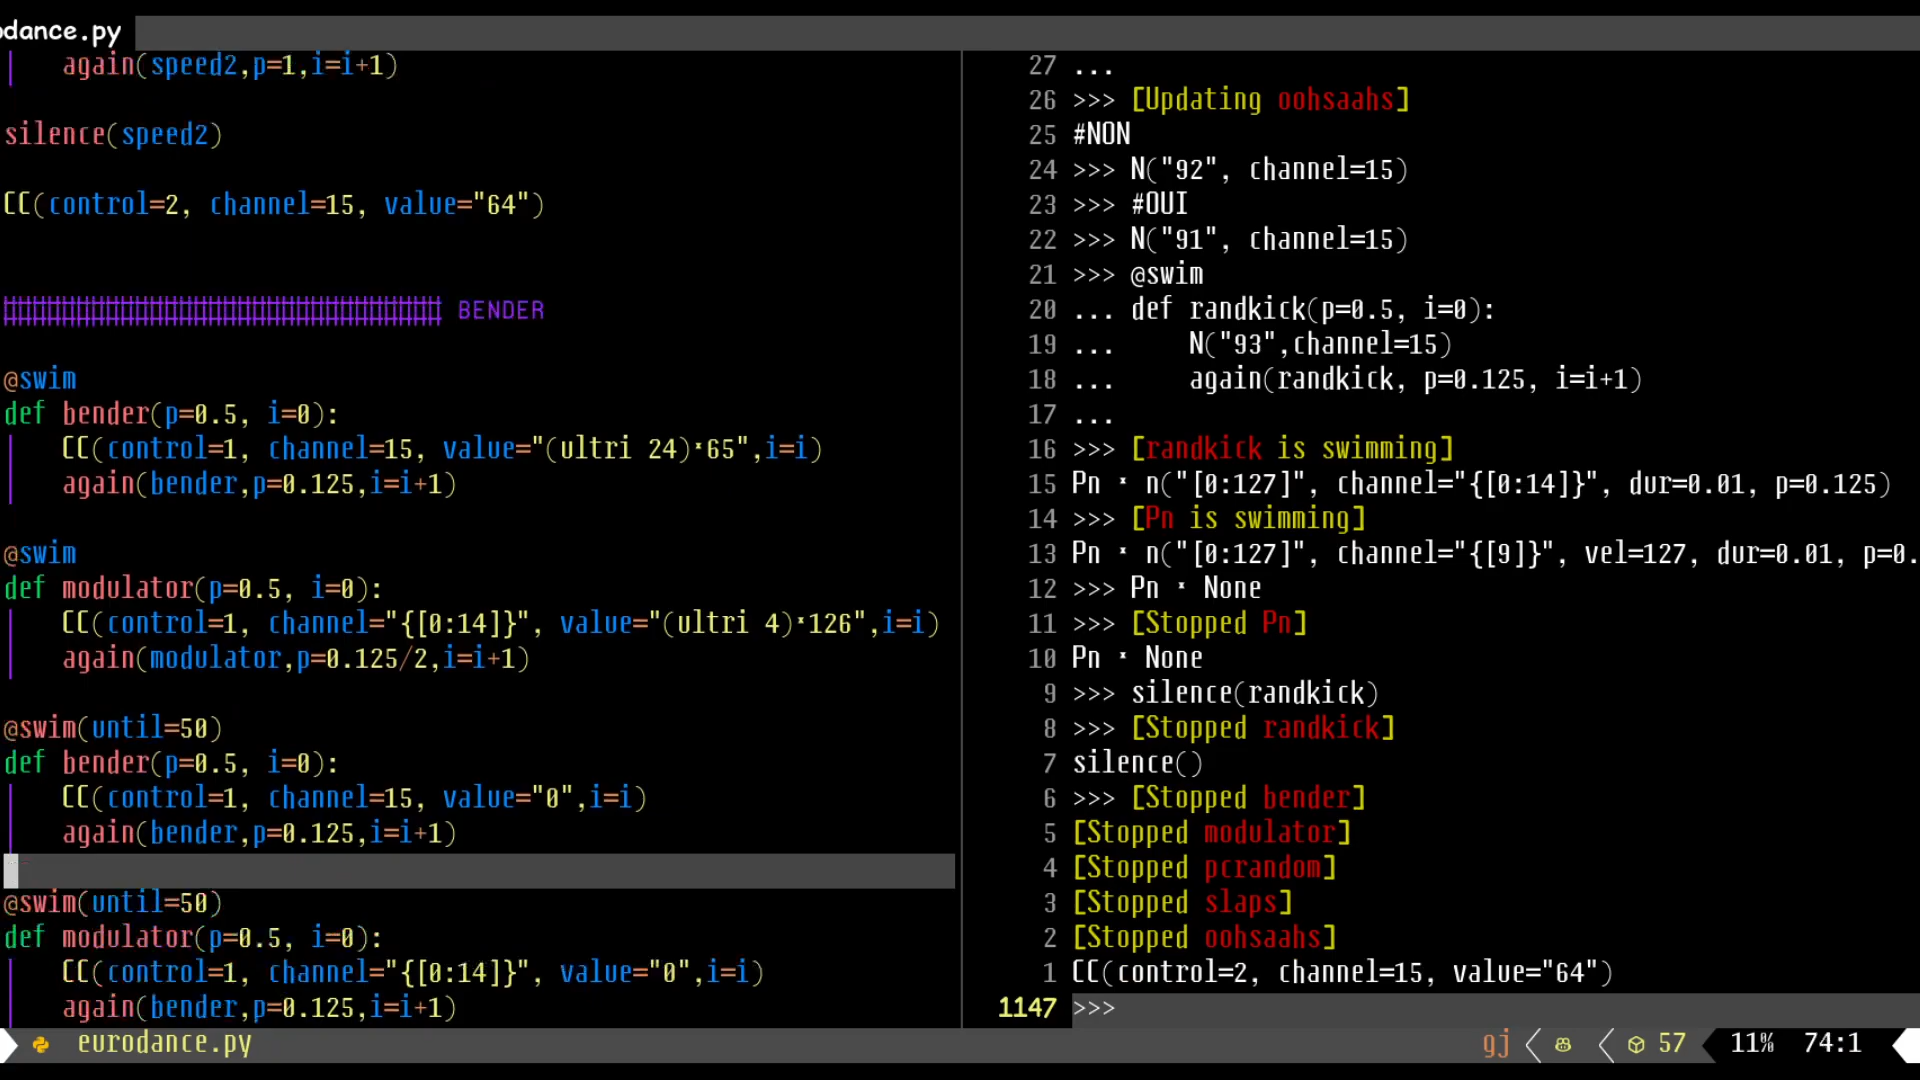 odance.py
again(speed2,p=1,i=i+1)
silence(speed2)
CC(control=2, channel=15, value="64")
BENDER
@swim
def bender(p=0.5, i=0):
CC(control=1, channel=15, value="(ultri 24)*65",i=i)
again(bender,p=0.125,i=i+1)
@swim
def modulator(p=0.5, i=0):
CC(control=1, channel="{[0:14]}", value="(ultri 4)*126",i=i)
again(modulator,p=0.125/2,i=i+1)
@swim(until=50)
def bender(p=0.5, i=0):
CC(control=1, channel=15, value="0",i=i)
again(bender,p=0.125,i=i+1)
@swim(until=50)
def modulator(p=0.5, i=0):
CC(control=1, channel="{[0:14]}", value="0",i=i)
again(bender,p=0.125,i=i+1)
27 ...
26 >>> [Updating oohsaahs]
25 #NON
24 >>> N("92", channel=15)
23 >>> #OUI
22 >>> N("91", channel=15)
21 >>> @swim
20 ... def randkick(p=0.5, i=0):
19 ...     N("93",channel=15)
18 ...     again(randkick, p=0.125, i=i+1)
17 ...
16 >>> [randkick is swimming]
15 Pn * n("[0:127]", channel="{[0:14]}", dur=0.01, p=0.125)
14 >>> [Pn is swimming]
13 Pn * n("[0:127]", channel="{[9]}", vel=127, dur=0.01, p=0.
12 >>> Pn * None
11 >>> [Stopped Pn]
10 Pn * None
9 >>> silence(randkick)
8 >>> [Stopped randkick]
7 silence()
6 >>> [Stopped bender]
5 [Stopped modulator]
4 [Stopped pcrandom]
3 [Stopped slaps]
2 [Stopped oohsaahs]
1 CC(control=2, channel=15, value="64")
1147 >>>
eurodance.py
gj 57 11% 74:1